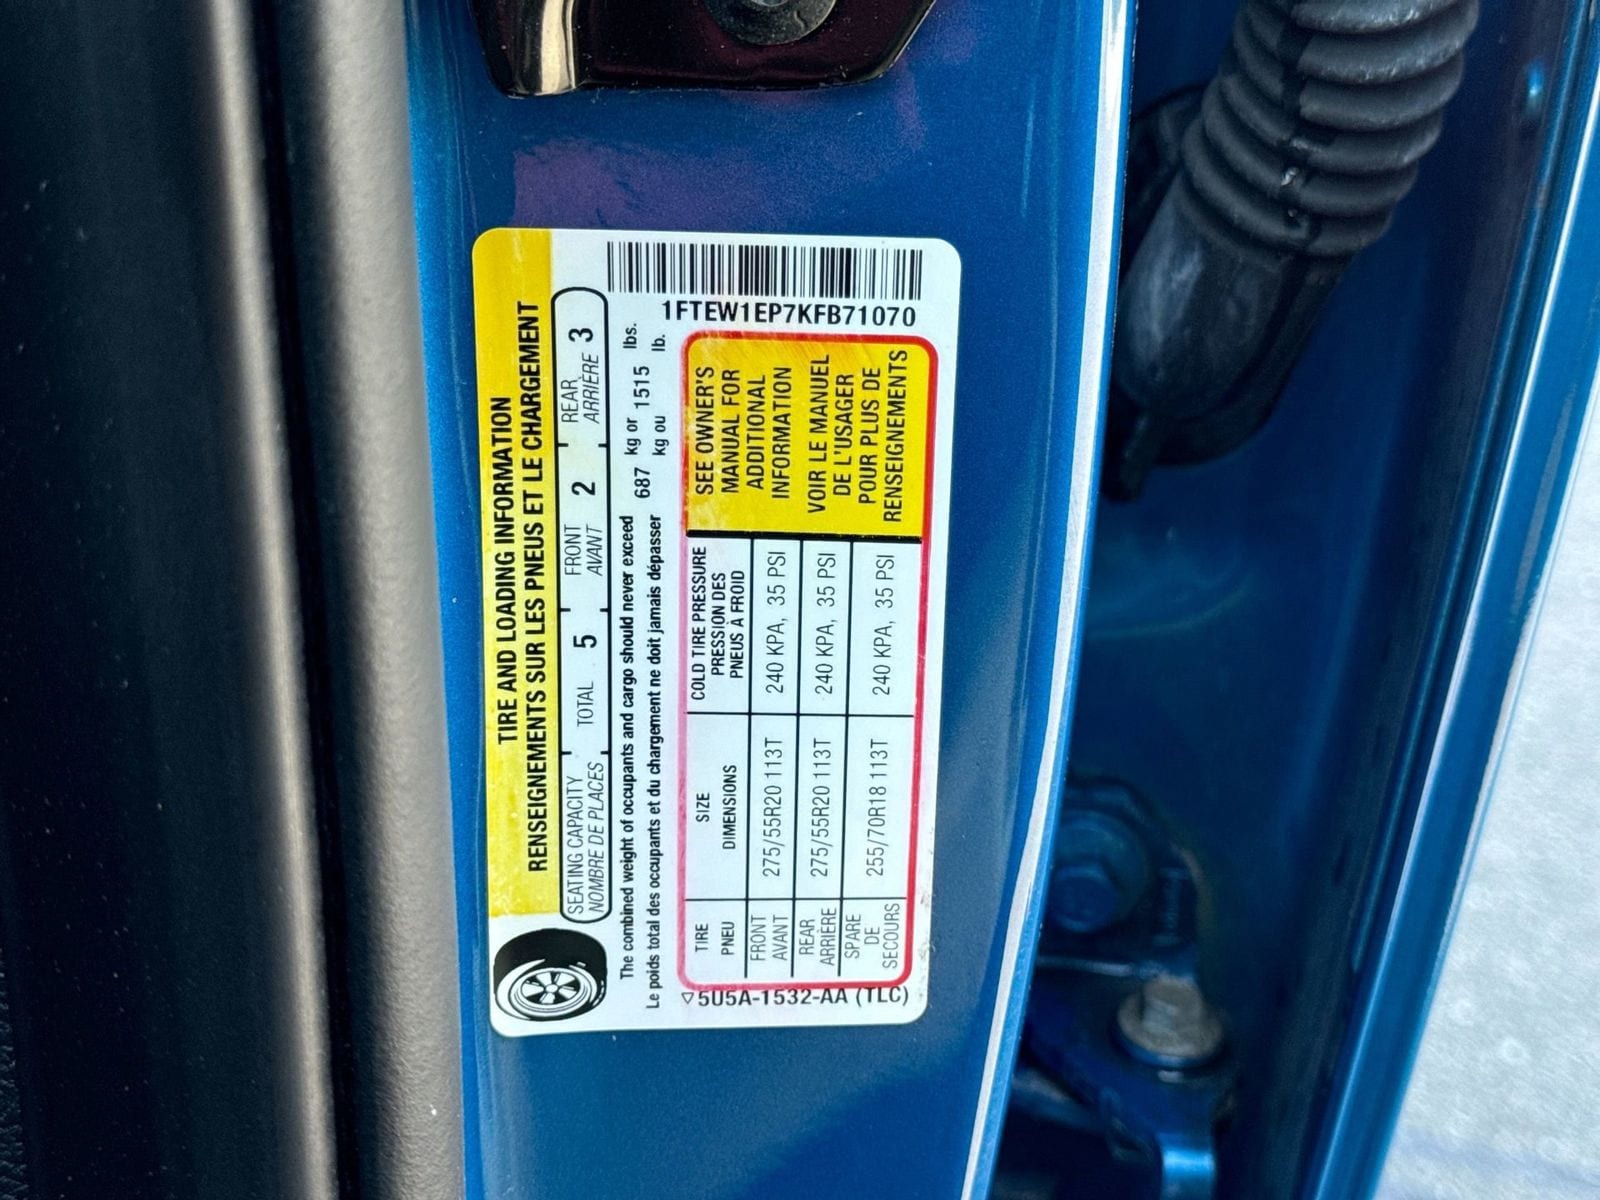 1FTEW1EP7KFB71070
TIRE AND LOADING INFORMATION
RENSEIGNEMENTS SUR LES PNEUS ET LE CHARGEMENT
SEATING CAPACITY TOTAL 5 FRONT 2 REAR 3
NOMBRE DE PLACES AVANT ARRIÈRE
The combined weight of occupants and cargo should never exceed 687 kg or 1515 lbs.
Le poids total des occupants et du chargement ne doit jamais dépasser kg ou lb.
TIRE SIZE COLD TIRE PRESSURE
PNEU DIMENSIONS PRESSION DES
PNEUS À FROID
FRONT
AVANT 275/55R20 113T 240 KPA, 35 PSI
REAR
ARRIÈRE 275/55R20 113T 240 KPA, 35 PSI
SPARE
DE
SECOURS 255/70R18 113T 240 KPA, 35 PSI
SEE OWNER'S
MANUAL FOR
ADDITIONAL
INFORMATION
VOIR LE MANUEL
DE L'USAGER
POUR PLUS DE
RENSEIGNEMENTS
5U5A-1532-AA (TLC)